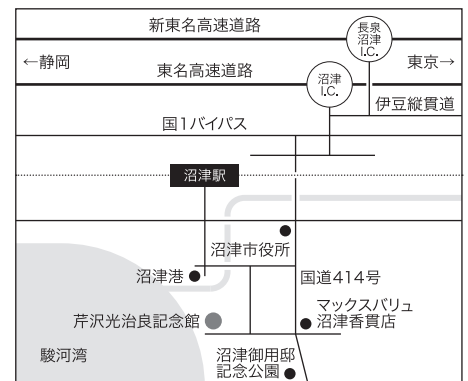 新東名高速道路
長泉
沼津
I.C.
←静岡
東京→
東名高速道路
沼津
I.C.
伊豆縦貫道
国1バイパス
沼津駅
沼津市役所
沼津港
国道414号
マックスバリュ
沼津香貫店
芹沢光治良記念館
駿河湾
沼津御用邸
記念公園